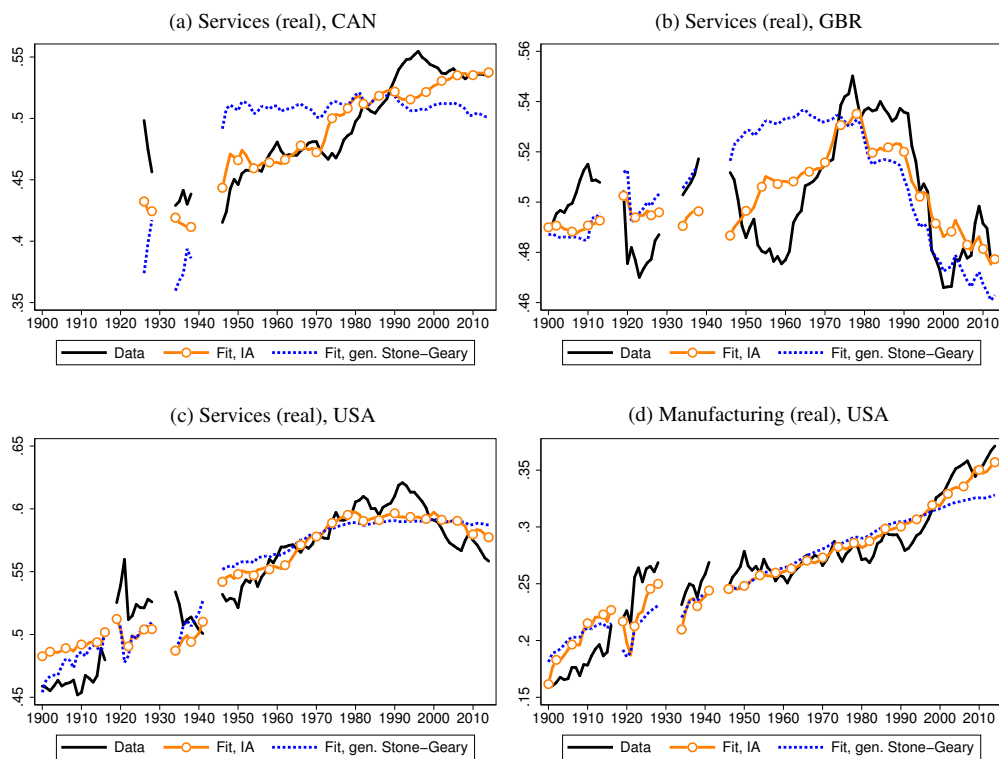 (a) Services (real), CAN
(b) Services (real), GBR
.35 .4 .45 .5 .55
.46 .48 .5 .52 .54 .56
1900 1910 1920 1930 1940 1950 1960 1970 1980 1990 2000 2010
1900 1910 1920 1930 1940 1950 1960 1970 1980 1990 2000 2010
Data Fit, IA Fit, gen. Stone−Geary
Data Fit, IA Fit, gen. Stone−Geary
(c) Services (real), USA
(d) Manufacturing (real), USA
.45 .5 .55 .6 .65
.15 .2 .25 .3 .35
1900 1910 1920 1930 1940 1950 1960 1970 1980 1990 2000 2010
1900 1910 1920 1930 1940 1950 1960 1970 1980 1990 2000 2010
Data Fit, IA Fit, gen. Stone−Geary
Data Fit, IA Fit, gen. Stone−Geary